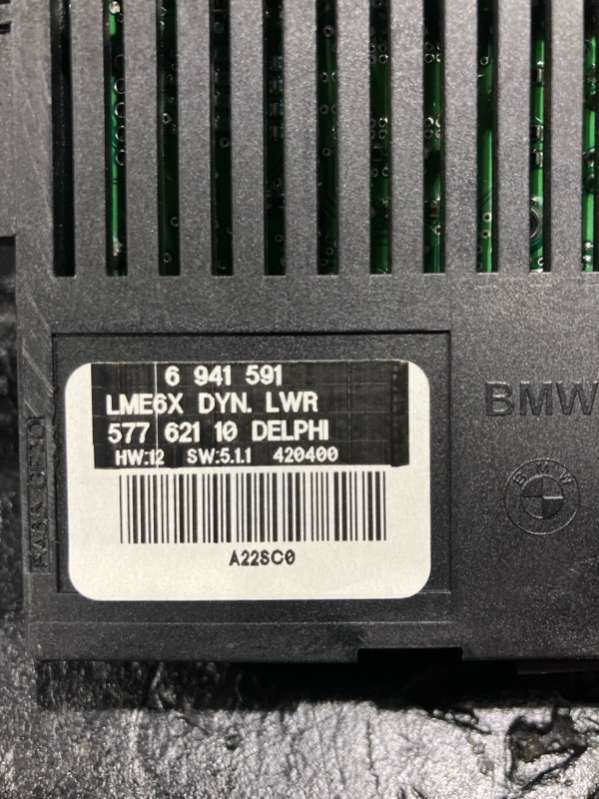 6 941 591
LME6X DYN. LWR
577 621 10 DELPHI
HW:12 SW:5.1.1 420400
A22SC0
BMW
BMW